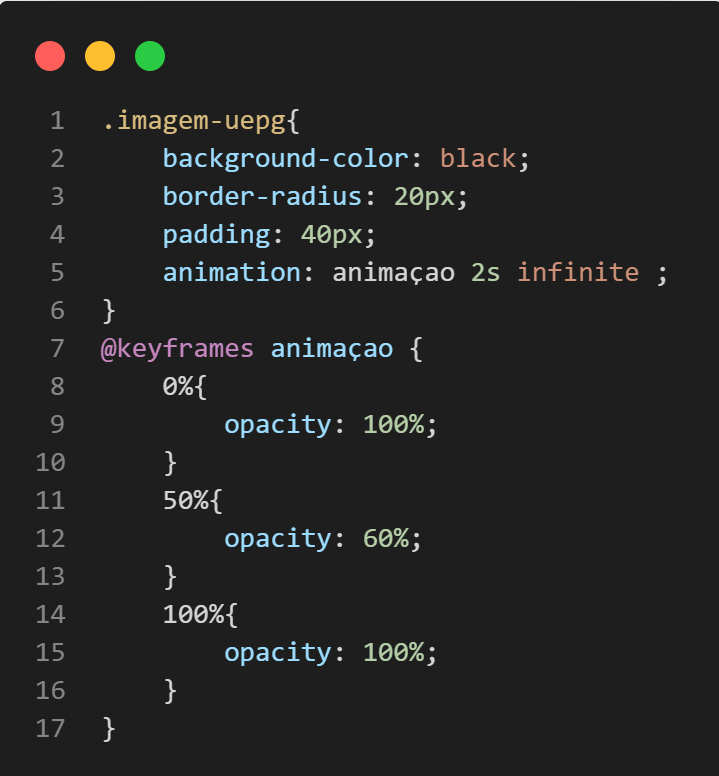 1 .imagem-uepg{
2     background-color: black;
3     border-radius: 20px;
4     padding: 40px;
5     animation: animaçao 2s infinite ;
6 }
7 @keyframes animaçao {
8     0%{
9         opacity: 100%;
10     }
11     50%{
12         opacity: 60%;
13     }
14     100%{
15         opacity: 100%;
16     }
17 }